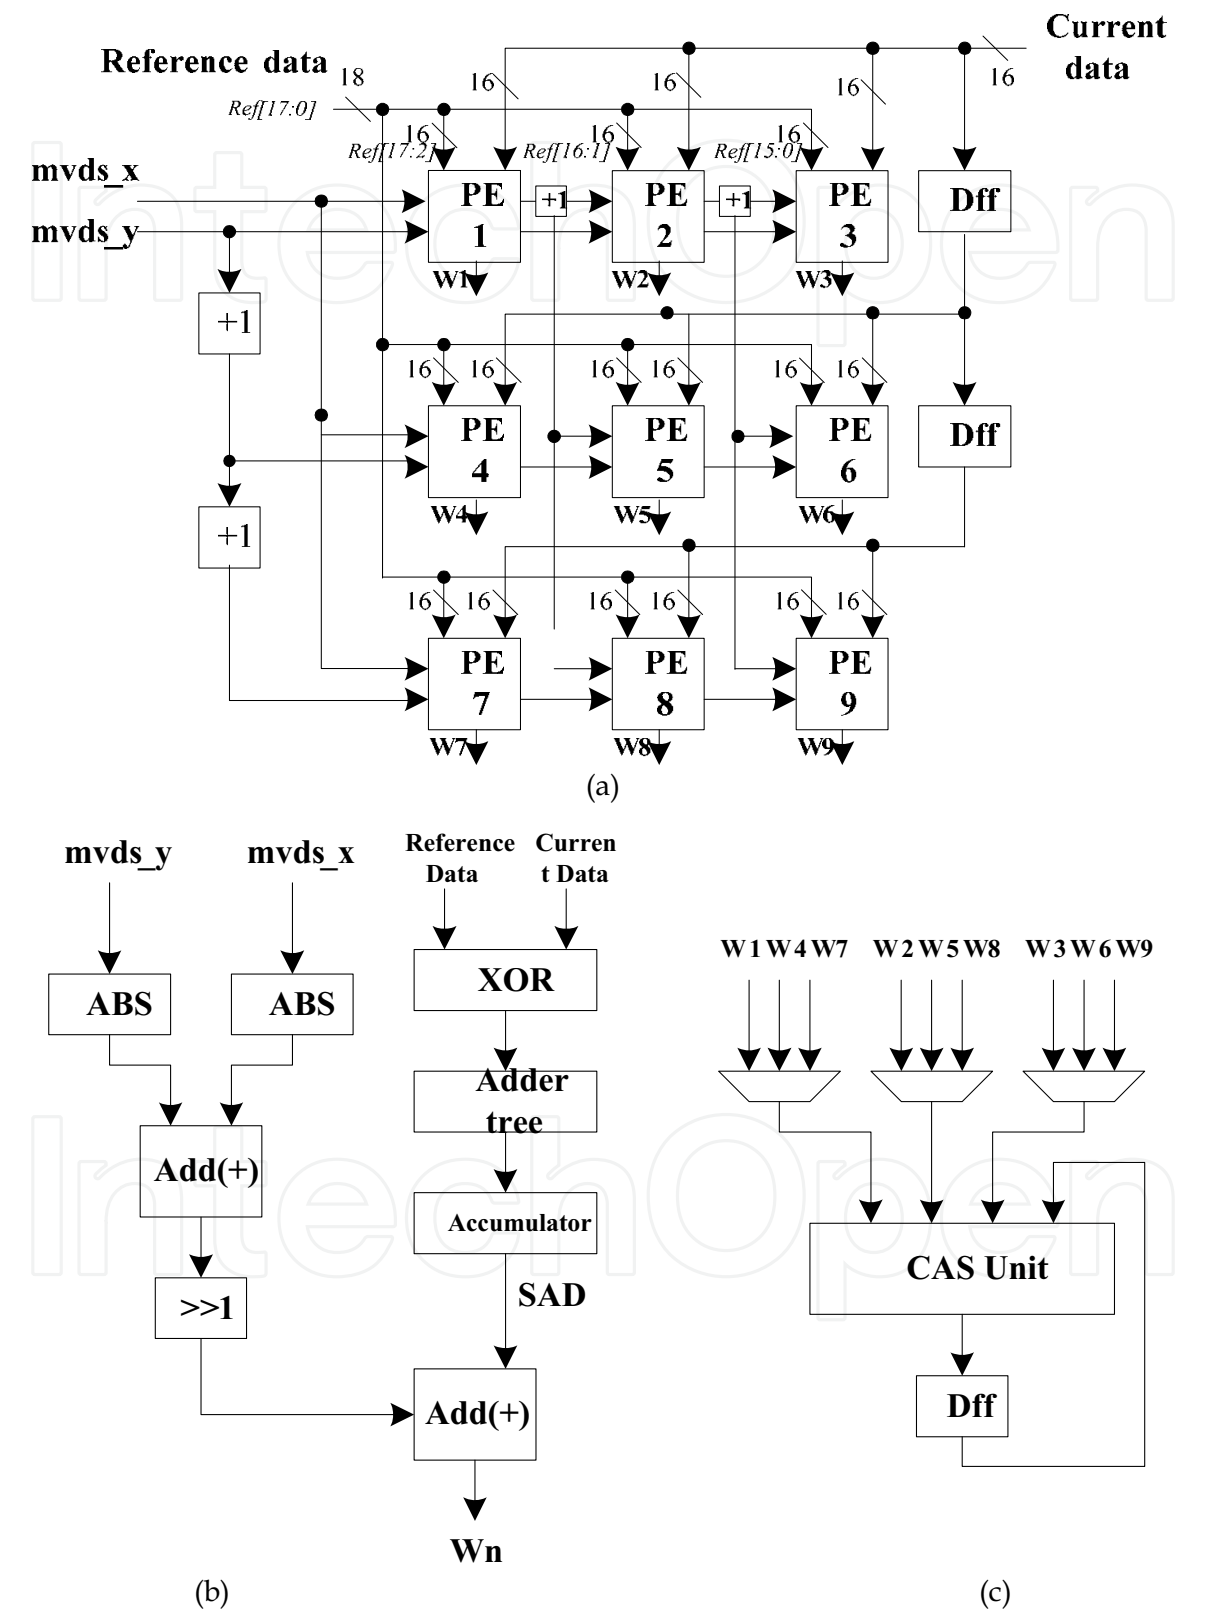 Current
data
Reference data
18
16
16
16
16
Ref[17:0]
16
16
16
Ref[17:2]
Ref[16:1]
Ref[15:0]
mvds_x
mvds_y
PE
1
+1
PE
2
+1
PE
3
Dff
W1
W2
W3
+1
16
16
16
16
16
16
PE
4
PE
5
PE
6
Dff
W4
W5
W6
+1
16
16
16
16
16
16
PE
7
PE
8
PE
9
W7
W8
W9
(a)
mvds_y
mvds_x
ABS
ABS
Add(+)
>>1
Reference
Data
Curren
t Data
XOR
Adder
tree
Accumulator
SAD
Add(+)
Wn
(b)
W1 W4 W7
W2 W5 W8
W3 W6 W9
CAS Unit
Dff
(c)
IntechOpen
IntechOpen